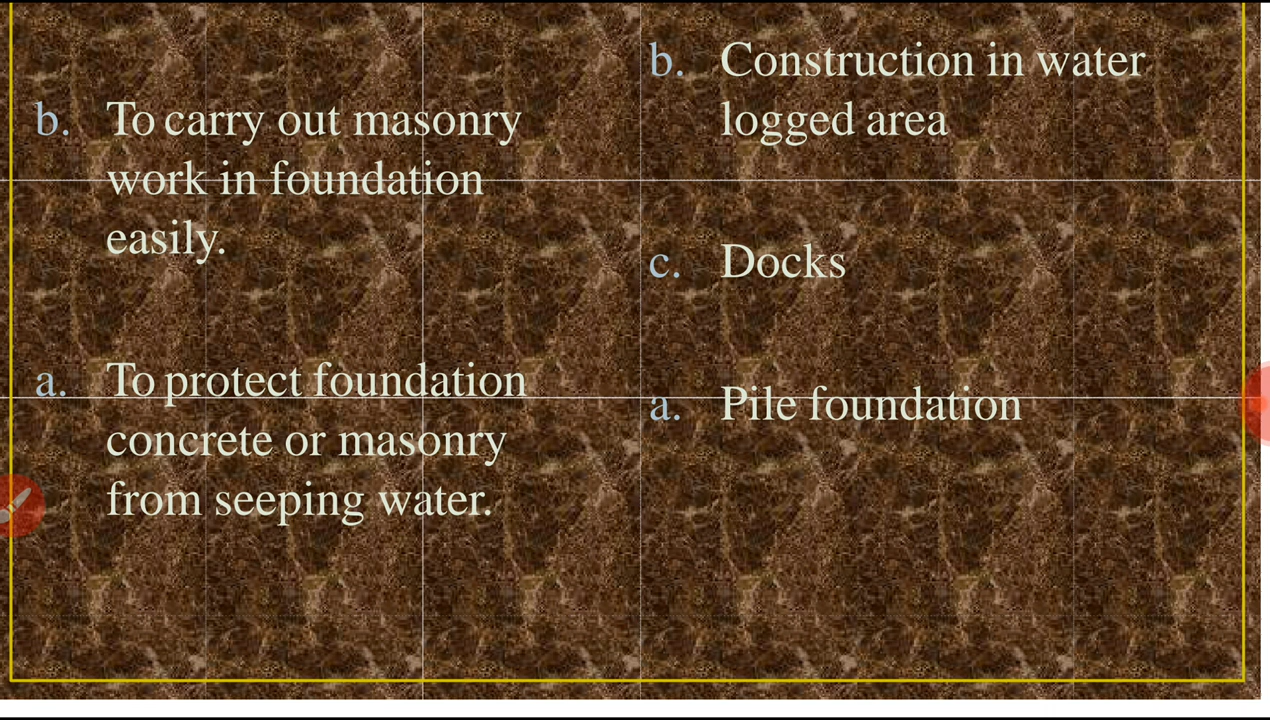 b. To carry out masonry
work in foundation
easily.
a. To protect foundation
concrete or masonry
from seeping water.
b. Construction in water
logged area
c. Docks
a. Pile foundation